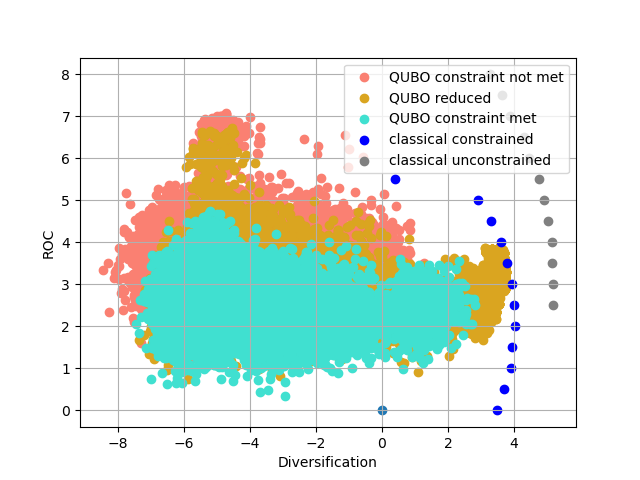 8
7
6
5
4
3
2
1
0
ROC
QUBO constraint not met
QUBO reduced
QUBO constraint met
classical constrained
classical unconstrained
−8 −6 −4 −2 0 2 4
Diversification